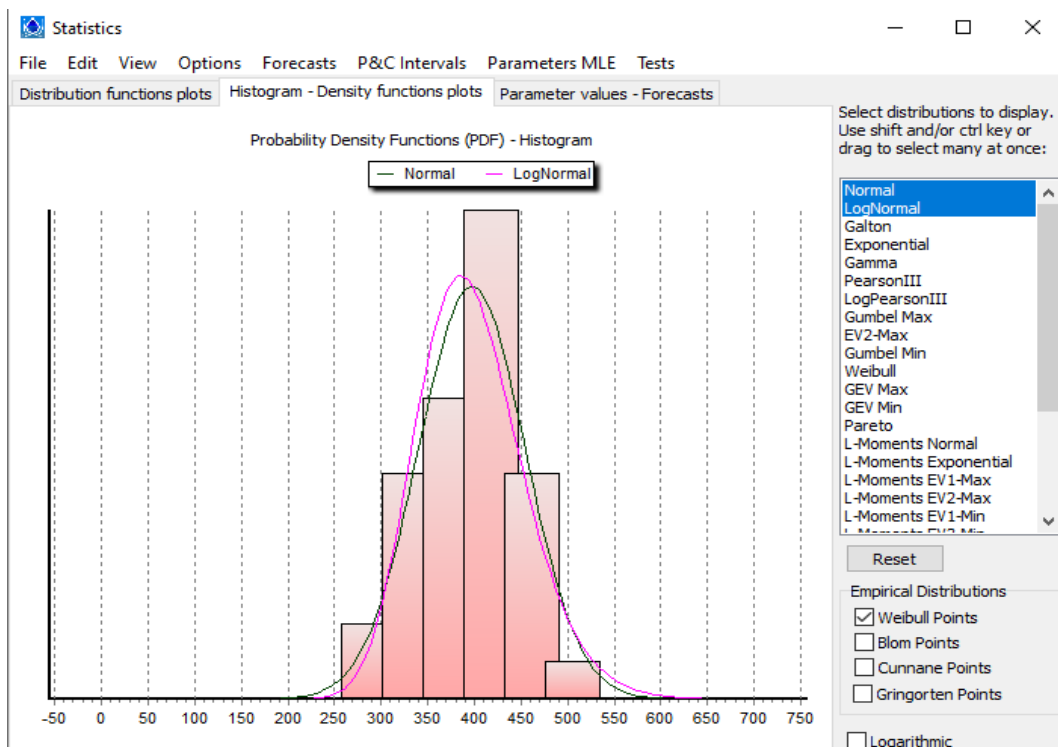 Statistics
File Edit View Options Forecasts P&C Intervals Parameters MLE Tests
Distribution functions plots Histogram - Density functions plots Parameter values - Forecasts
Probability Density Functions (PDF) - Histogram
Normal LogNormal
-50 0 50 100 150 200 250 300 350 400 450 500 550 600 650 700 750
Select distributions to display.
Use shift and/or ctrl key or
drag to select many at once:
Normal
LogNormal
Galton
Exponential
Gamma
PearsonIII
LogPearsonIII
Gumbel Max
EV2-Max
Gumbel Min
Weibull
GEV Max
GEV Min
Pareto
L-Moments Normal
L-Moments Exponential
L-Moments EV1-Max
L-Moments EV2-Max
L-Moments EV1-Min
Reset
Empirical Distributions
Weibull Points
Blom Points
Cunnane Points
Gringorten Points
Logarithmic